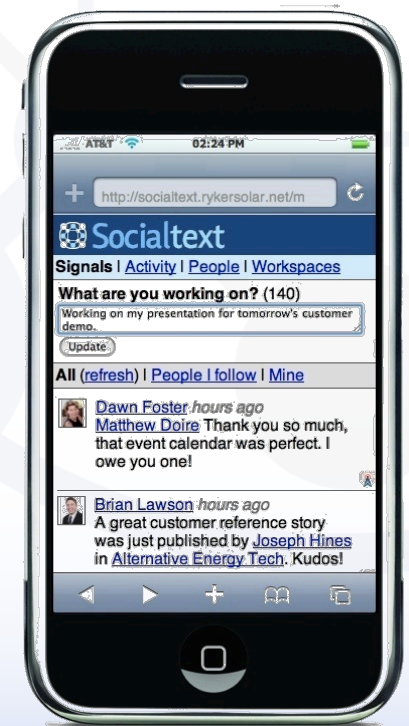 AT&T 02:24 PM
http://socialtext.rykersolar.net/m
Socialtext
Signals | Activity | People | Workspaces
What are you working on? (140)
Working on my presentation for tomorrow's customer
demo.
Update
All (refresh) | People I follow | Mine
Dawn Foster hours ago
Matthew Doire Thank you so much,
that event calendar was perfect. I
owe you one!
Brian Lawson hours ago
A great customer reference story
was just published by Joseph Hines
in Alternative Energy Tech. Kudos!